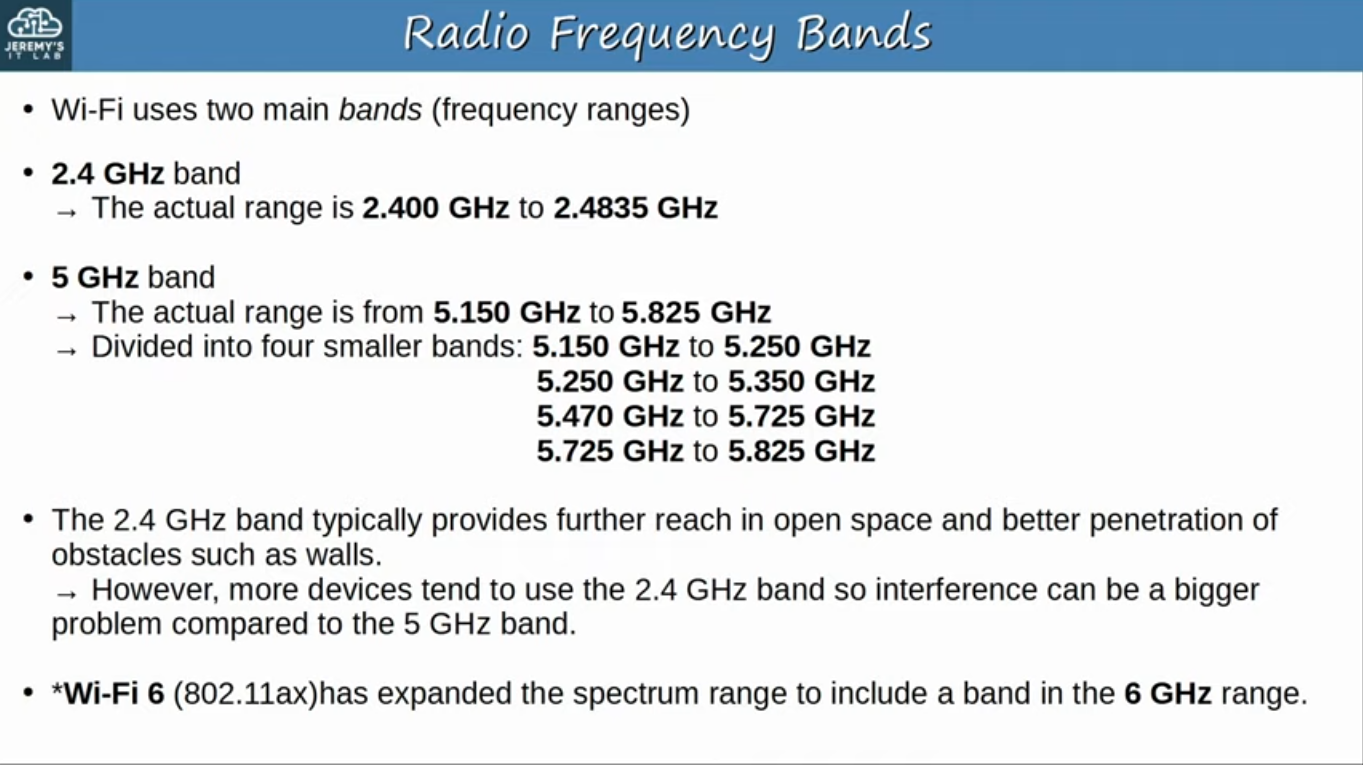 JEREMY'S
IT LAB
Radio Frequency Bands
• Wi-Fi uses two main bands (frequency ranges)
• 2.4 GHz band
→ The actual range is 2.400 GHz to 2.4835 GHz
• 5 GHz band
→ The actual range is from 5.150 GHz to 5.825 GHz
→ Divided into four smaller bands: 5.150 GHz to 5.250 GHz
5.250 GHz to 5.350 GHz
5.470 GHz to 5.725 GHz
5.725 GHz to 5.825 GHz
• The 2.4 GHz band typically provides further reach in open space and better penetration of
obstacles such as walls.
→ However, more devices tend to use the 2.4 GHz band so interference can be a bigger
problem compared to the 5 GHz band.
• *Wi-Fi 6 (802.11ax)has expanded the spectrum range to include a band in the 6 GHz range.